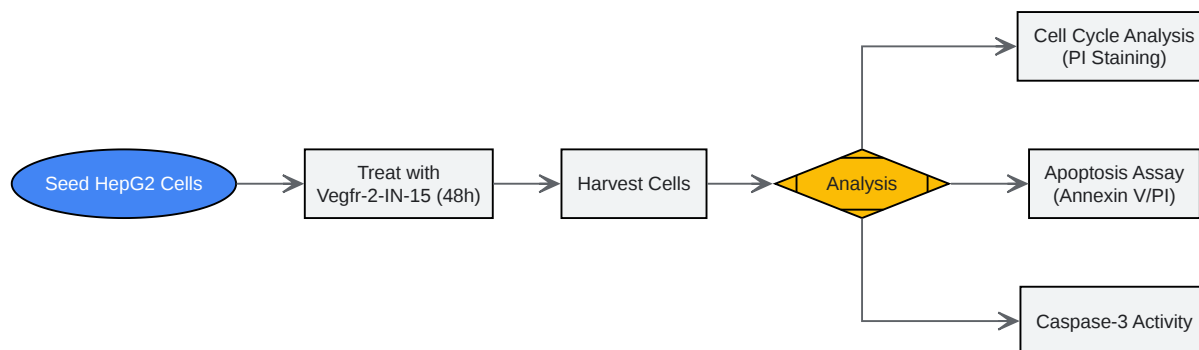 Seed HepG2 Cells
Treat with
Vegfr-2-IN-15 (48h)
Harvest Cells
Analysis
Cell Cycle Analysis
(PI Staining)
Apoptosis Assay
(Annexin V/PI)
Caspase-3 Activity